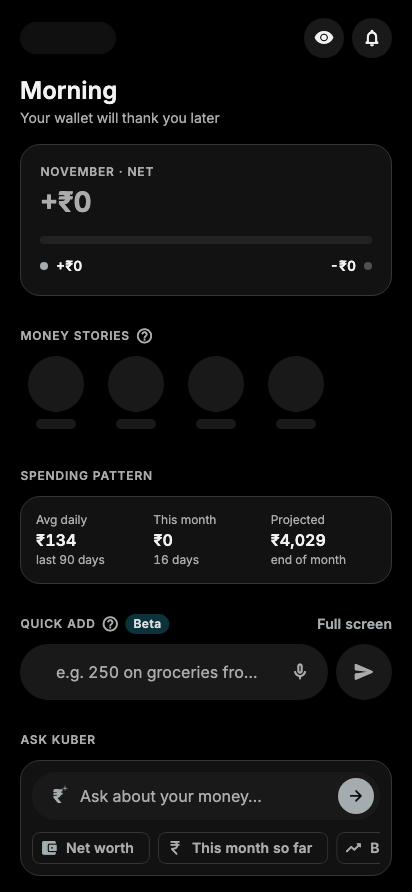 Morning
Your wallet will thank you later
NOVEMBER · NET
+₹0
+₹0 -₹0
MONEY STORIES
SPENDING PATTERN
Avg daily This month Projected
₹134 ₹0 ₹4,029
last 90 days 16 days end of month
QUICK ADD Beta Full screen
e.g. 250 on groceries fro...
ASK KUBER
Ask about your money...
Net worth ₹ This month so far B